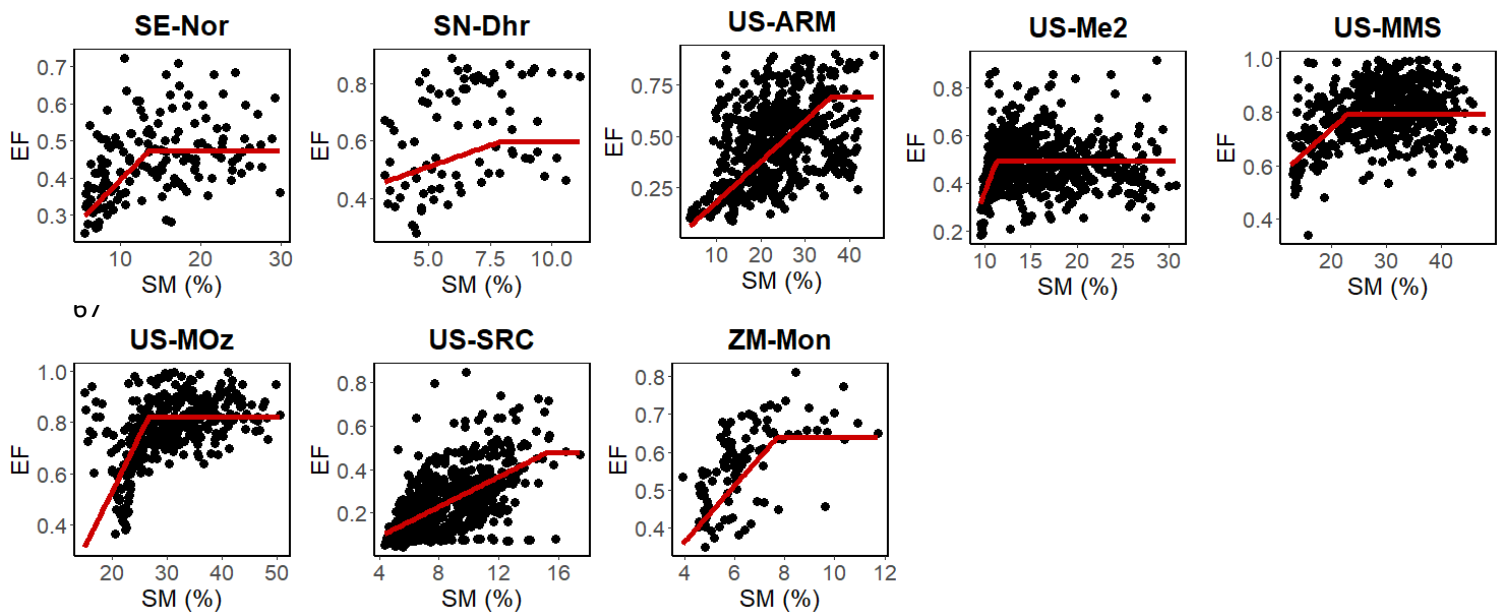 SE-Nor SN-Dhr US-ARM US-Me2 US-MMS
EF 0.7 0.6 0.5 0.4 0.3
10 20 30
SM (%)
EF 0.8 0.6 0.4
5.0 7.5 10.0
SM (%)
EF 0.75 0.50 0.25
10 20 30 40
SM (%)
EF 0.8 0.6 0.4 0.2
10 15 20 25 30
SM (%)
EF 1.0 0.8 0.6 0.4
20 30 40
SM (%)
67
US-MOz US-SRC ZM-Mon
EF 1.0 0.8 0.6 0.4
20 30 40 50
SM (%)
EF 0.8 0.6 0.4 0.2
4 8 12 16
SM (%)
EF 0.8 0.7 0.6 0.5 0.4
4 6 8 10 12
SM (%)